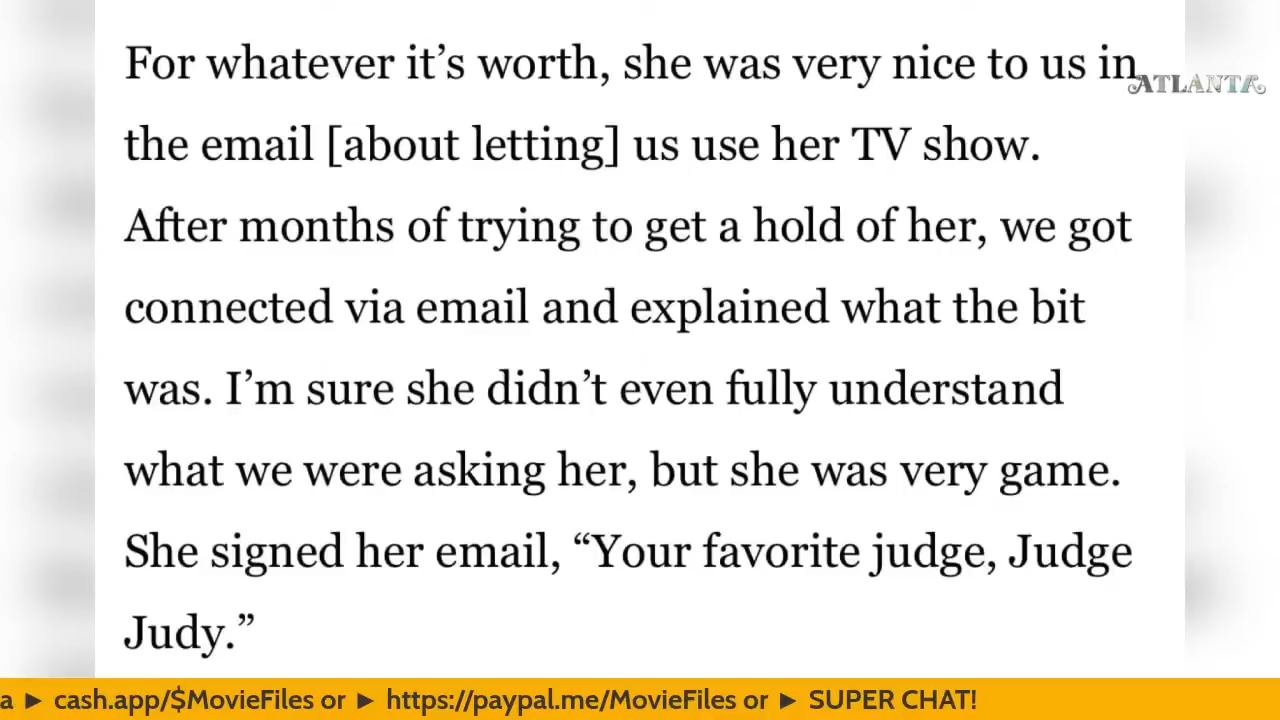 For whatever it’s worth, she was very nice to us in
ATLANTA
the email [about letting] us use her TV show.
After months of trying to get a hold of her, we got
connected via email and explained what the bit
was. I’m sure she didn’t even fully understand
what we were asking her, but she was very game.
She signed her email, “Your favorite judge, Judge
Judy.”
a ► cash.app/$MovieFiles or ► https://paypal.me/MovieFiles or ► SUPER CHAT!